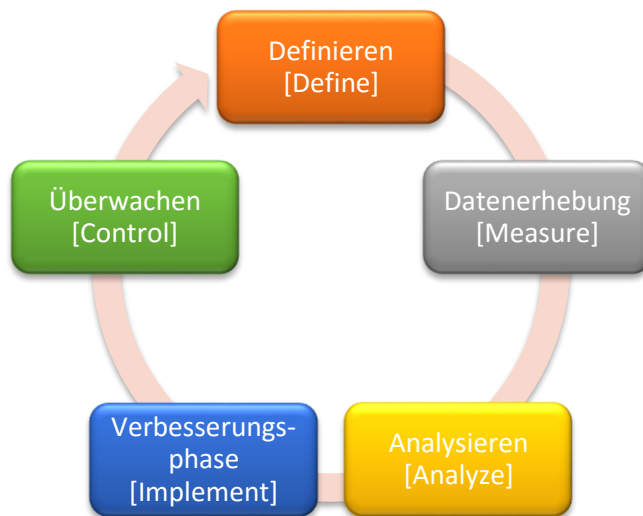 Definieren
[Define]
Datenerhebung
[Measure]
Analysieren
[Analyze]
Verbesserungs-
phase
[Implement]
Überwachen
[Control]